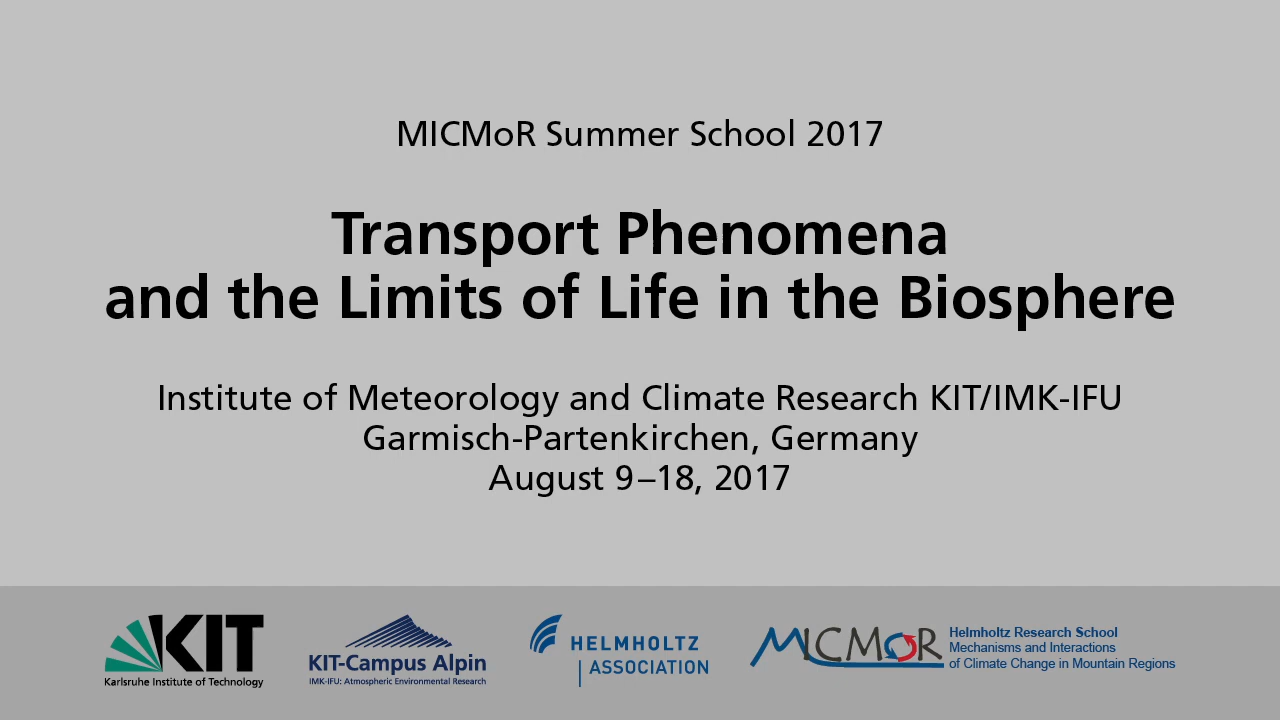 MICMoR Summer School 2017
Transport Phenomena
and the Limits of Life in the Biosphere
Institute of Meteorology and Climate Research KIT/IMK-IFU
Garmisch-Partenkirchen, Germany
August 9–18, 2017
KIT
Karlsruhe Institute of Technology
KIT-Campus Alpin
IMK-IFU: Atmospheric Environmental Research
HELMHOLTZ
ASSOCIATION
MICMoR
Helmholtz Research School
Mechanisms and Interactions
of Climate Change in Mountain Regions